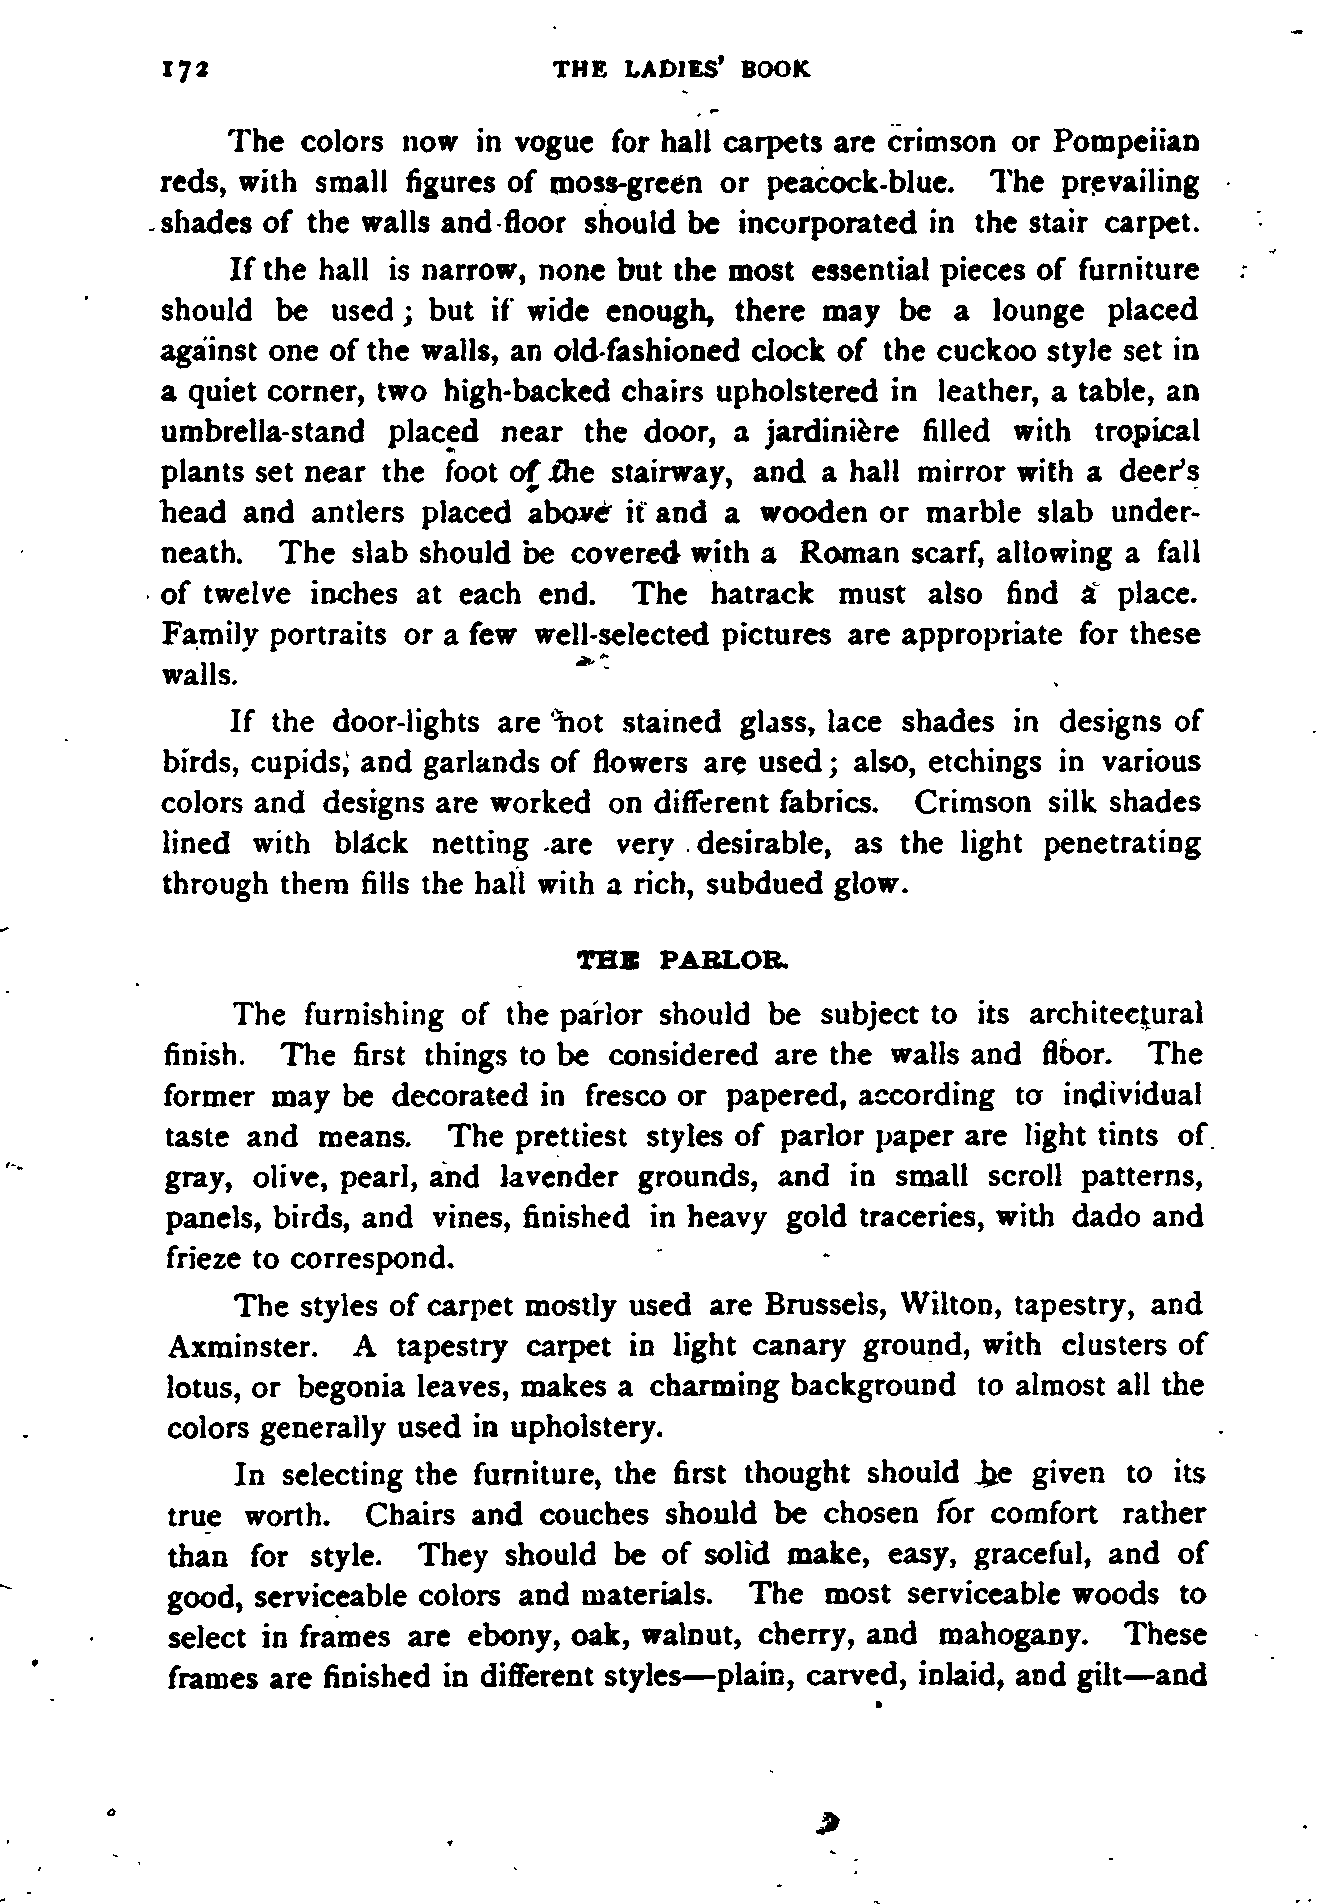 172 THE LADIES' BOOK
The colors now in vogue for hall carpets are crimson or Pompeiian
reds, with small figures of moss-green or peacock-blue. The prevailing
shades of the walls and floor should be incorporated in the stair carpet.
If the hall is narrow, none but the most essential pieces of furniture
should be used; but if wide enough, there may be a lounge placed
against one of the walls, an old-fashioned clock of the cuckoo style set in
a quiet corner, two high-backed chairs upholstered in leather, a table, an
umbrella-stand placed near the door, a jardinière filled with tropical
plants set near the foot of the stairway, and a hall mirror with a deer's
head and antlers placed above it and a wooden or marble slab under-
neath. The slab should be covered with a Roman scarf, allowing a fall
of twelve inches at each end. The hatrack must also find a place.
Family portraits or a few well-selected pictures are appropriate for these
walls.
If the door-lights are not stained glass, lace shades in designs of
birds, cupids, and garlands of flowers are used; also, etchings in various
colors and designs are worked on different fabrics. Crimson silk shades
lined with black netting are very desirable, as the light penetrating
through them fills the hall with a rich, subdued glow.
THE PARLOR.
The furnishing of the parlor should be subject to its architectural
finish. The first things to be considered are the walls and floor. The
former may be decorated in fresco or papered, according to individual
taste and means. The prettiest styles of parlor paper are light tints of
gray, olive, pearl, and lavender grounds, and in small scroll patterns,
panels, birds, and vines, finished in heavy gold traceries, with dado and
frieze to correspond.
The styles of carpet mostly used are Brussels, Wilton, tapestry, and
Axminster. A tapestry carpet in light canary ground, with clusters of
lotus, or begonia leaves, makes a charming background to almost all the
colors generally used in upholstery.
In selecting the furniture, the first thought should be given to its
true worth. Chairs and couches should be chosen for comfort rather
than for style. They should be of solid make, easy, graceful, and of
good, serviceable colors and materials. The most serviceable woods to
select in frames are ebony, oak, walnut, cherry, and mahogany. These
frames are finished in different styles—plain, carved, inlaid, and gilt—and